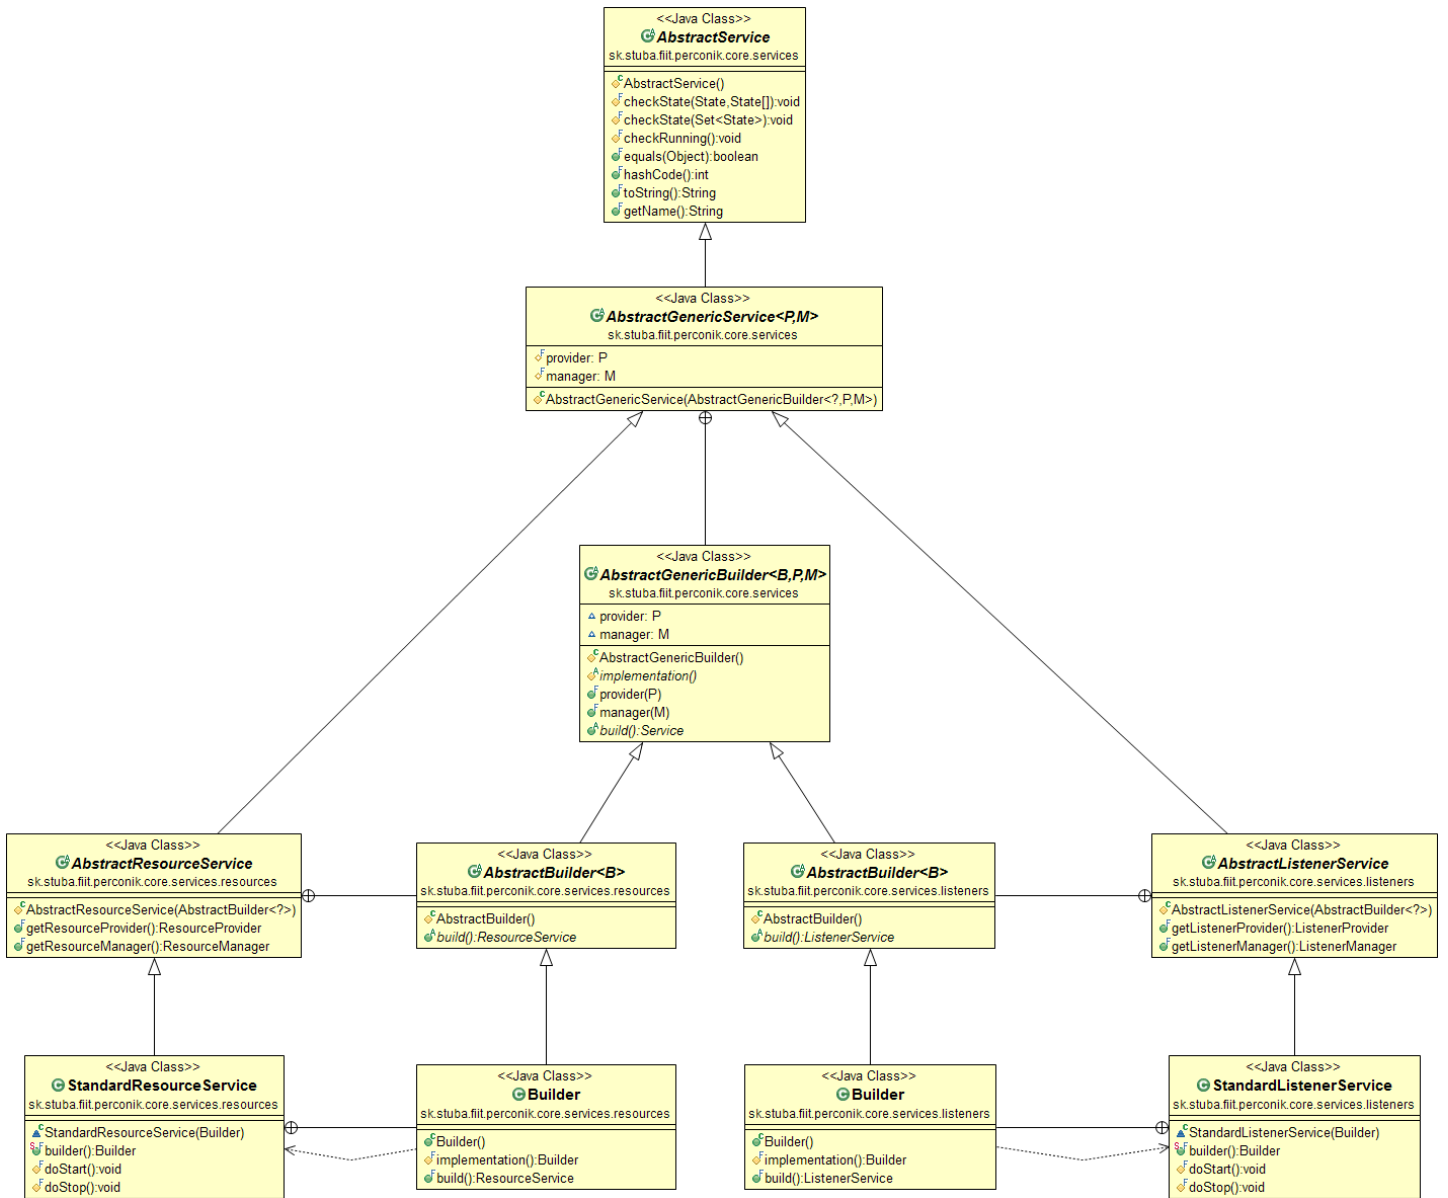 <<Java Class>>
AbstractService
sk.stuba.fiit.perconik.core.services
AbstractService()
checkState(State,State[]):void
checkState(Set<State>):void
checkRunning():void
equals(Object):boolean
hashCode():int
toString():String
getName():String
<<Java Class>>
AbstractGenericService<P,M>
sk.stuba.fiit.perconik.core.services
provider: P
manager: M
AbstractGenericService(AbstractGenericBuilder<?,P,M>)
<<Java Class>>
AbstractGenericBuilder<B,P,M>
sk.stuba.fiit.perconik.core.services
provider: P
manager: M
AbstractGenericBuilder()
implementation()
provider(P)
manager(M)
build():Service
<<Java Class>>
AbstractResourceService
sk.stuba.fiit.perconik.core.services.resources
AbstractResourceService(AbstractBuilder<?>)
getResourceProvider():ResourceProvider
getResourceManager():ResourceManager
<<Java Class>>
AbstractBuilder<B>
sk.stuba.fiit.perconik.core.services.resources
AbstractBuilder()
build():ResourceService
<<Java Class>>
AbstractBuilder<B>
sk.stuba.fiit.perconik.core.services.listeners
AbstractBuilder()
build():ListenerService
<<Java Class>>
AbstractListenerService
sk.stuba.fiit.perconik.core.services.listeners
AbstractListenerService(AbstractBuilder<?>)
getListenerProvider():ListenerProvider
getListenerManager():ListenerManager
<<Java Class>>
StandardResourceService
sk.stuba.fiit.perconik.core.services.resources
StandardResourceService(Builder)
builder():Builder
doStart():void
doStop():void
<<Java Class>>
Builder
sk.stuba.fiit.perconik.core.services.resources
Builder()
implementation():Builder
build():ResourceService
<<Java Class>>
Builder
sk.stuba.fiit.perconik.core.services.listeners
Builder()
implementation():Builder
build():ListenerService
<<Java Class>>
StandardListenerService
sk.stuba.fiit.perconik.core.services.listeners
StandardListenerService(Builder)
builder():Builder
doStart():void
doStop():void